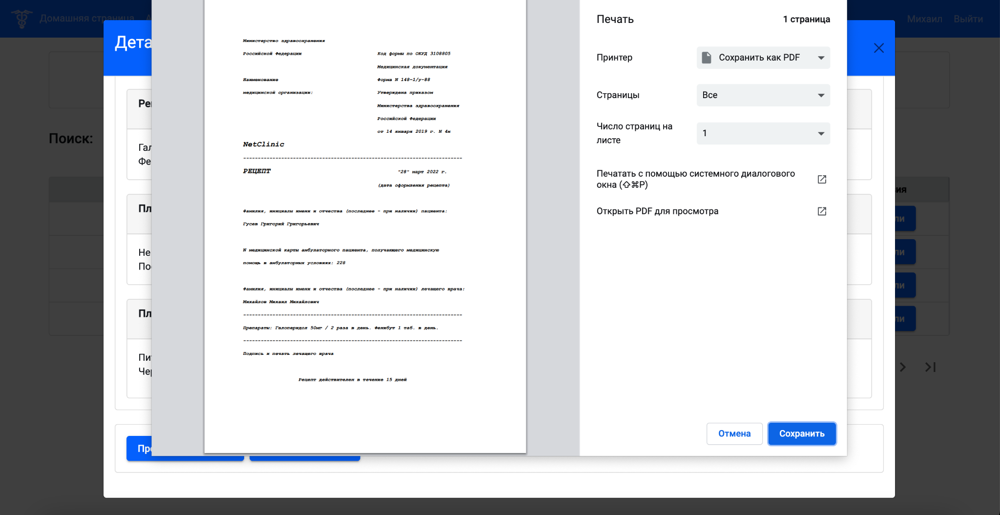 Домашняя страница
Михаил
Выйти
Дета
Поиск:
Ре
Гал
Фе
Пл
Не
По
Пл
Пи
Чер
Пр
ия
ли
ли
ли
ли
Министерство здравоохранения
Российской Федерации
Код формы по ОКУД 3108805
Медицинская документация
Наименование
Форма N 148-1/у-88
медицинской организации:
Утверждена приказом
Министерства здравоохранения
Российской Федерации
от 14 января 2019 г. N 4н
NetClinic
РЕЦЕПТ
"28" март 2022 г.
(дата оформления рецепта)
Фамилия, инициалы имени и отчества (последнее - при наличии) пациента:
Гусев Григорий Григорьевич
N медицинской карты амбулаторного пациента, получающего медицинскую
помощь в амбулаторных условиях: 228
Фамилия, инициалы имени и отчества (последнее - при наличии) лечащего врача:
Михайлов Михаил Михайлович
Препараты: Галоперидол 50мг / 2 раза в день. Фенибут 1 таб. в день.
Подпись и печать лечащего врача
Рецепт действителен в течение 15 дней
Печать
1 страница
Принтер
Сохранить как PDF
Страницы
Все
Число страниц на
листе
1
Печатать с помощью системного диалогового
окна (⇧⌘P)
Открыть PDF для просмотра
Отмена
Сохранить